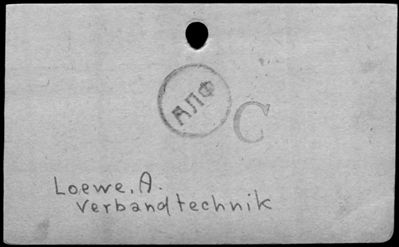 АПФ
C
Loewe, A.
Verbandtechnik